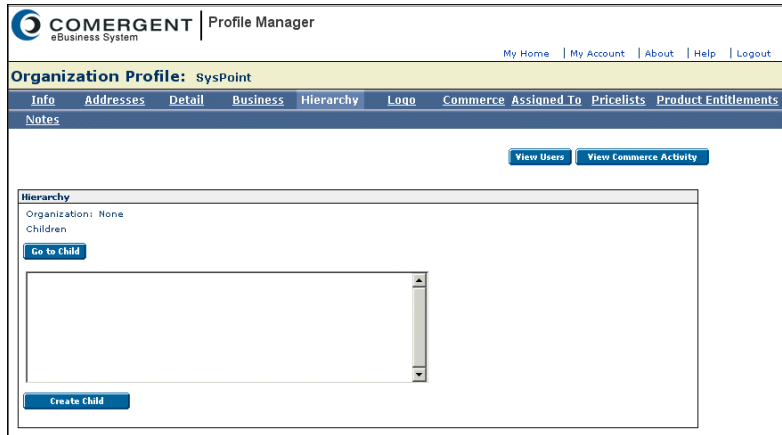 COMERGENT Profile Manager
eBusiness System
My Home | My Account | About | Help | Logout
Organization Profile: SysPoint
Info Addresses Detail Business Hierarchy Logo Commerce Assigned To Pricelists Product Entitlements
Notes
View Users View Commerce Activity
Hierarchy
Organization: None
Children
Go to Child
Create Child